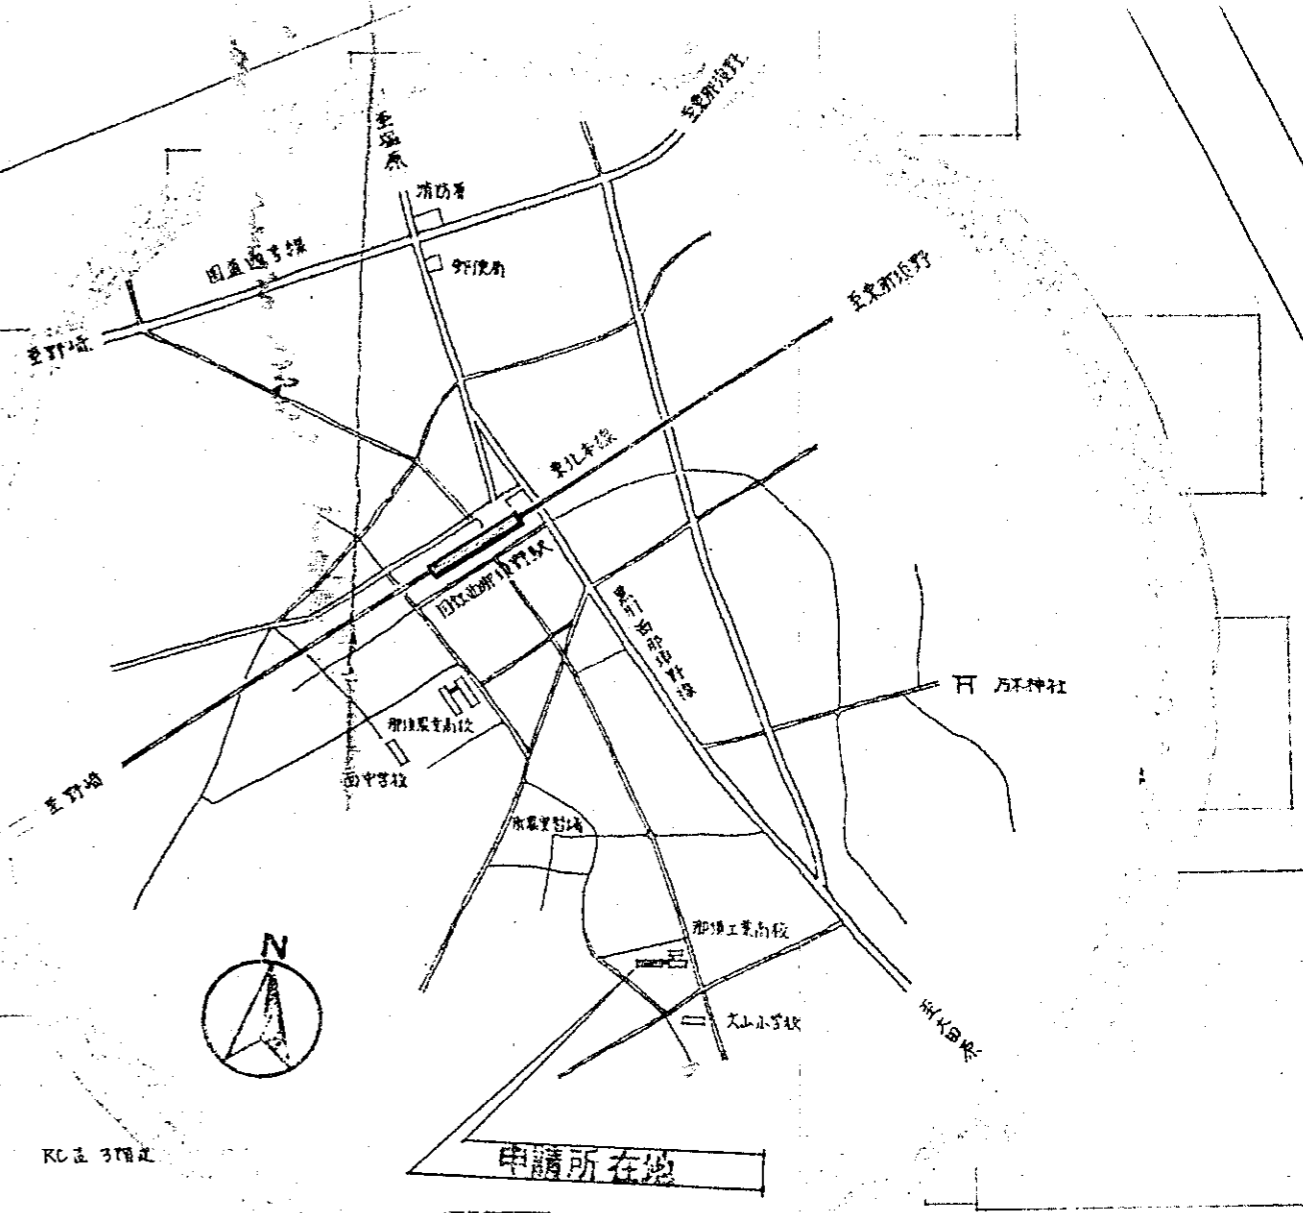 至東那須野
至塩原
消防署
国道四号線
郵便局
至野崎
至東那須野
東北本線
国鉄西那須野駅
黒川西那須野線
乃木神社
那須農業高校
西中学校
至野崎
N
那須工業高校
大山小学校
至大田原
RC造 3階建
申請所在地